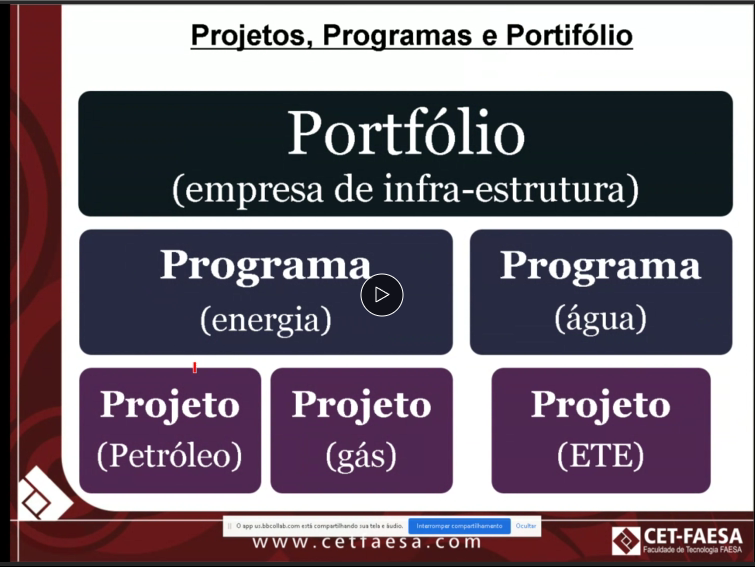 Projetos, Programas e Portifólio
Portfólio
(empresa de infra-estrutura)
Programa
(energia)
Programa
(água)
Projeto
(Petróleo)
Projeto
(gás)
Projeto
(ETE)
O app us.bbcollab.com está compartilhando sua tela e áudio.
Interromper compartilhamento
Ocultar
www.cetfaesa.com
CET-FAESA
Faculdade de Tecnologia FAESA